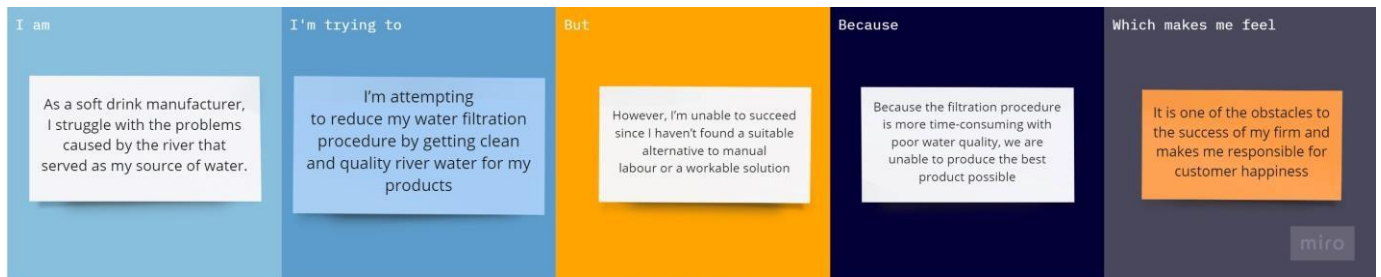 I am
As a soft drink manufacturer,
I struggle with the problems
caused by the river that
served as my source of water.
I'm trying to
I'm attempting
to reduce my water filtration
procedure by getting clean
and quality river water for my
products
But
However, I'm unable to succeed
since I haven't found a suitable
alternative to manual
labour or a workable solution
Because
Because the filtration procedure
is more time-consuming with
poor water quality, we are
unable to produce the best
product possible
Which makes me feel
It is one of the obstacles to
the success of my firm and
makes me responsible for
customer happiness
miro